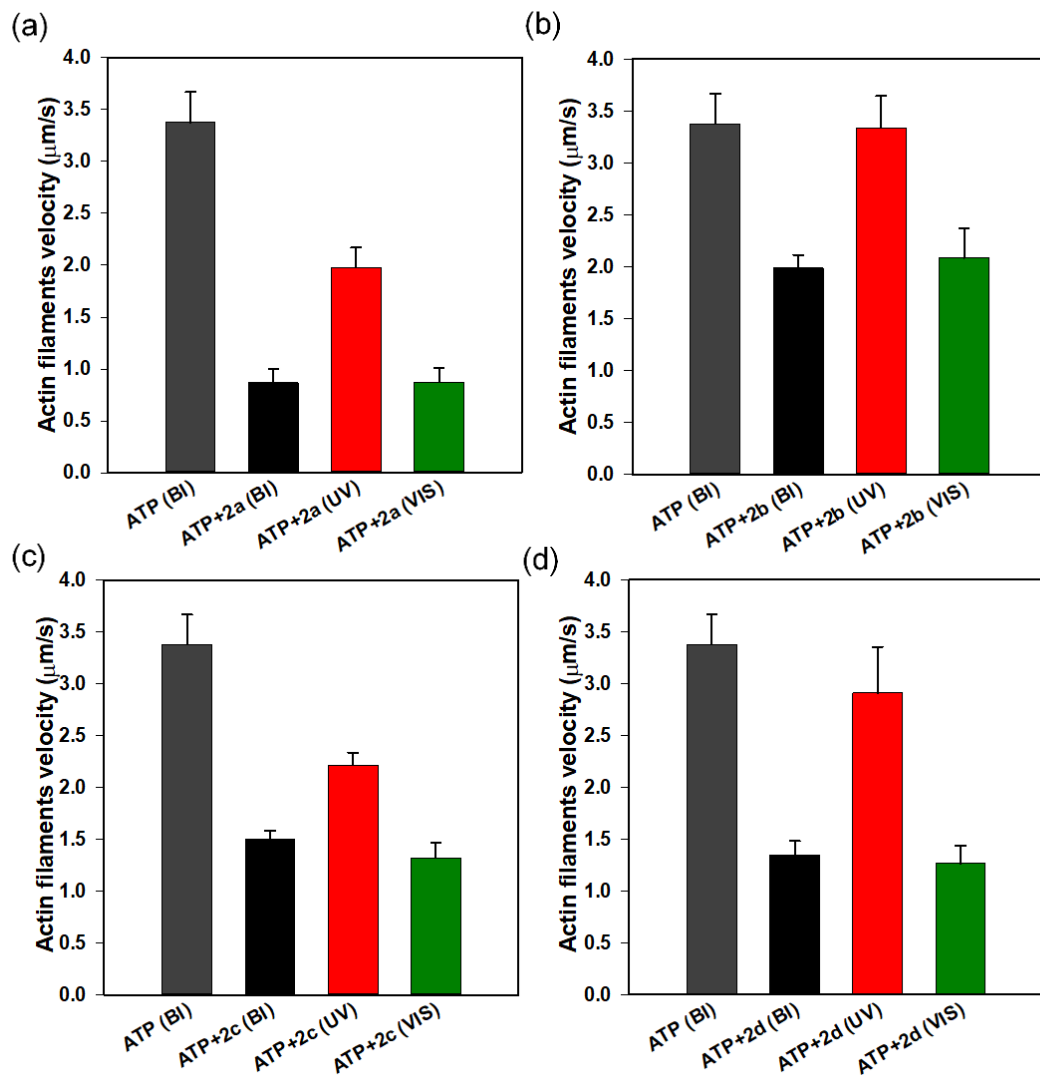 (a)
Actin filaments velocity (μm/s)
4.0
3.5
3.0
2.5
2.0
1.5
1.0
0.5
0.0
ATP (BI)
ATP+2a (BI)
ATP+2a (UV)
ATP+2a (VIS)
(b)
Actin filaments velocity (μm/s)
4.0
3.5
3.0
2.5
2.0
1.5
1.0
0.5
0.0
ATP (BI)
ATP+2b (BI)
ATP+2b (UV)
ATP+2b (VIS)
(c)
Actin filaments velocity (μm/s)
4.0
3.5
3.0
2.5
2.0
1.5
1.0
0.5
0.0
ATP (BI)
ATP+2c (BI)
ATP+2c (UV)
ATP+2c (VIS)
(d)
Actin filaments velocity (μm/s)
4.0
3.5
3.0
2.5
2.0
1.5
1.0
0.5
0.0
ATP (BI)
ATP+2d (BI)
ATP+2d (UV)
ATP+2d (VIS)